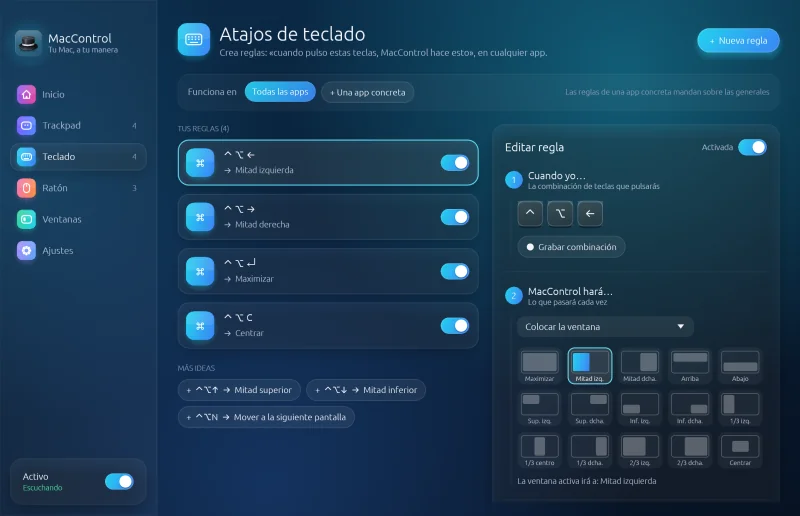 MacControl
Tu Mac, a tu manera
Inicio
Trackpad 4
Teclado 4
Ratón 3
Ventanas
Ajustes
Activo
Escuchando
Atajos de teclado
Crea reglas: «cuando pulso estas teclas, MacControl hace esto», en cualquier app.
+ Nueva regla
Funciona en
Todas las apps
+ Una app concreta
Las reglas de una app concreta mandan sobre las generales
TUS REGLAS (4)
⌘
^ ⌥ ←
→ Mitad izquierda
⌘
^ ⌥ →
→ Mitad derecha
⌘
^ ⌥ ↵
→ Maximizar
⌘
^ ⌥ C
→ Centrar
MÁS IDEAS
+ ^⌥↑ → Mitad superior
+ ^⌥↓ → Mitad inferior
+ ^⌥N → Mover a la siguiente pantalla
Editar regla
Activada
1 Cuando yo...
La combinación de teclas que pulsarás
^ ⌥ ←
Grabar combinación
2 MacControl hará...
Lo que pasará cada vez
Colocar la ventana
Maximizar Mitad izq. Mitad dcha. Arriba Abajo
Sup. izq. Sup. dcha. Inf. izq. Inf. dcha. 1/3 izq.
1/3 centro 1/3 dcha. 2/3 izq. 2/3 dcha. Centrar
La ventana activa irá a: Mitad izquierda